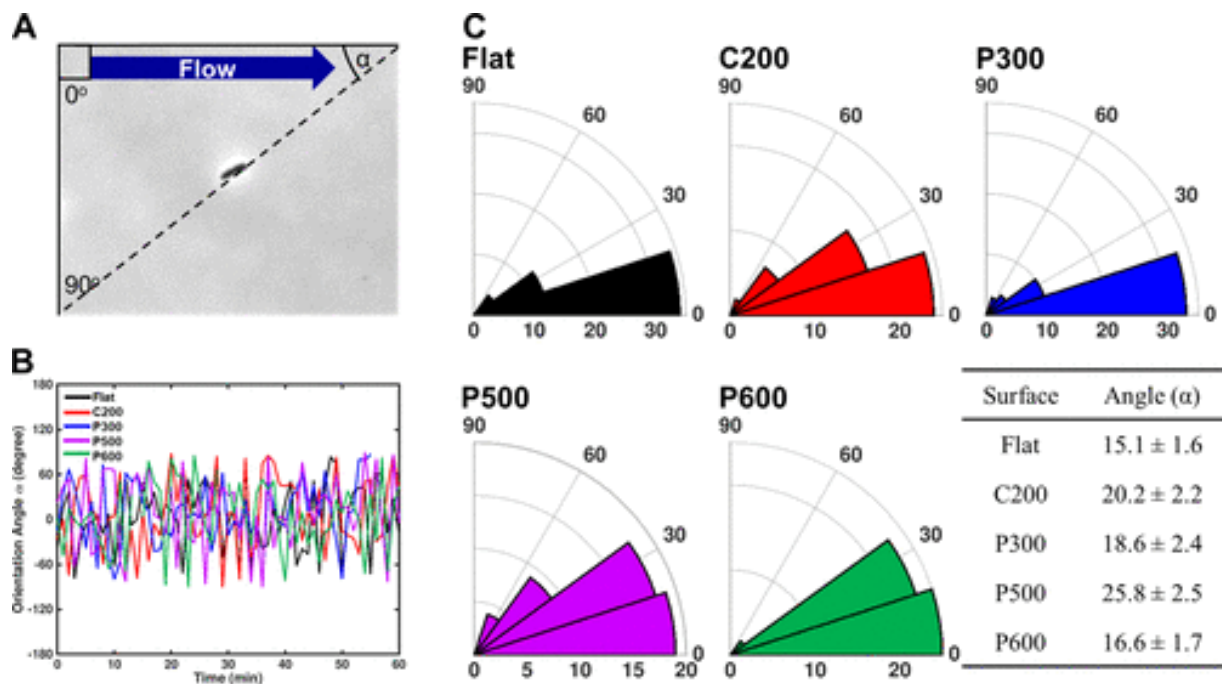 A
Flow
α
0°
90°
B
180
120
60
0
-60
-120
-180
Orientation Angle α (degree)
Flat
C200
P300
P500
P600
0 10 20 30 40 50 60
Time (min)
C
Flat
90
60
30
0
0 10 20 30
C200
90
60
30
0
0 10 20
P300
90
60
30
0
0 10 20 30
P500
90
60
30
0
0 5 10 15 20
P600
90
60
30
0
0 10 20
Surface Angle (α)
Flat 15.1 ± 1.6
C200 20.2 ± 2.2
P300 18.6 ± 2.4
P500 25.8 ± 2.5
P600 16.6 ± 1.7